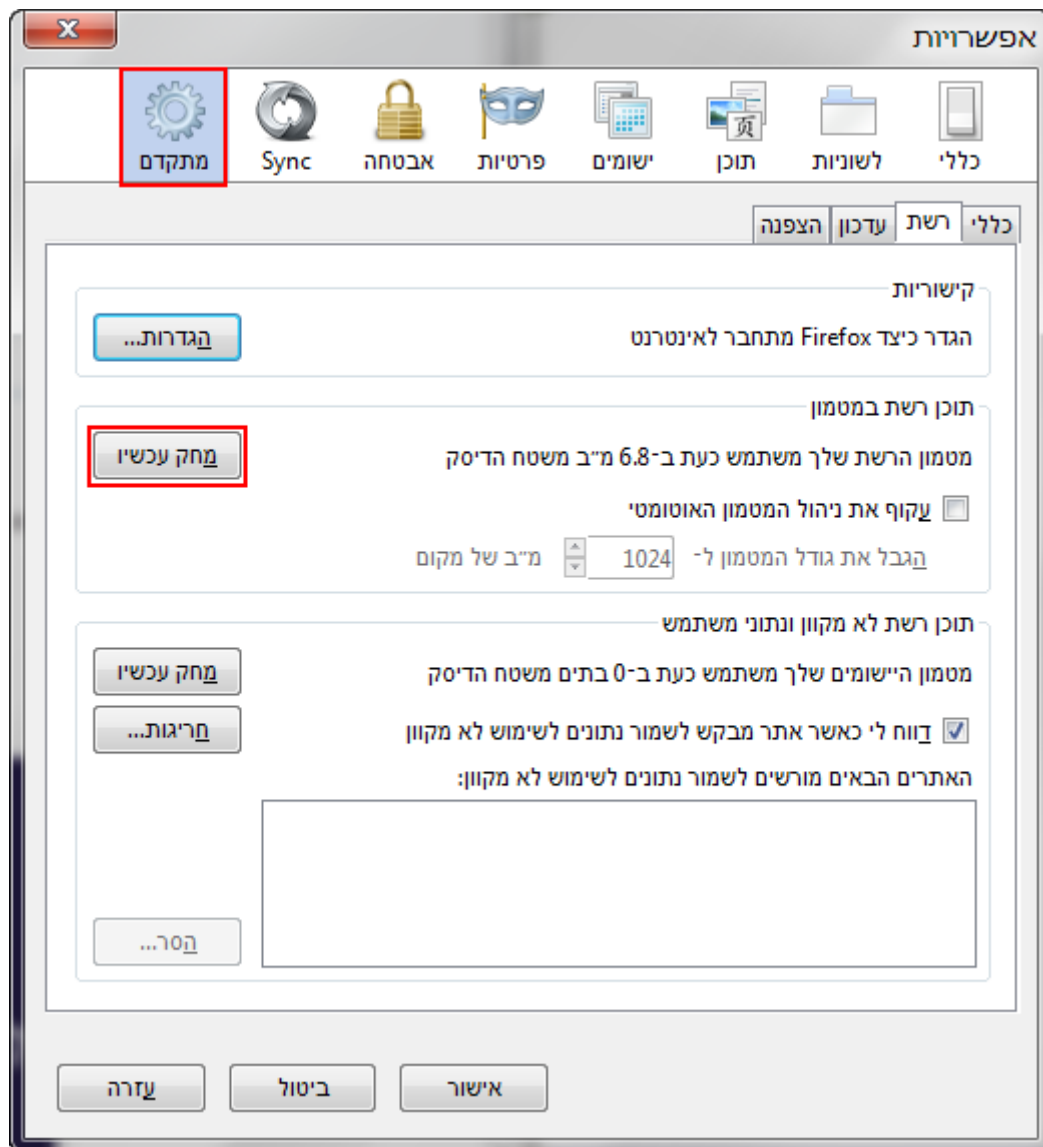 אפשרויות
כללי
לשוניות
תוכן
页
ישומים
פרטיות
אבטחה
Sync
מתקדם
כללי
רשת
עדכון
הצפנה
קישוריות
הגדר כיצד Firefox מתחבר לאינטרנט
הגדרות...
תוכן רשת במטמון
מטמון הרשת שלך משתמש כעת ב־6.8 מ״ב משטח הדיסק
מחק עכשיו
עקוף את ניהול המטמון האוטומטי
הגבל את גודל המטמון ל־ 1024 מ״ב של מקום
תוכן רשת לא מקוון ונתוני משתמש
מטמון היישומים שלך משתמש כעת ב־0 בתים משטח הדיסק
מחק עכשיו
דווח לי כאשר אתר מבקש לשמור נתונים לשימוש לא מקוון
חריגות...
האתרים הבאים מורשים לשמור נתונים לשימוש לא מקוון:
הסר...
אישור
ביטול
עזרה